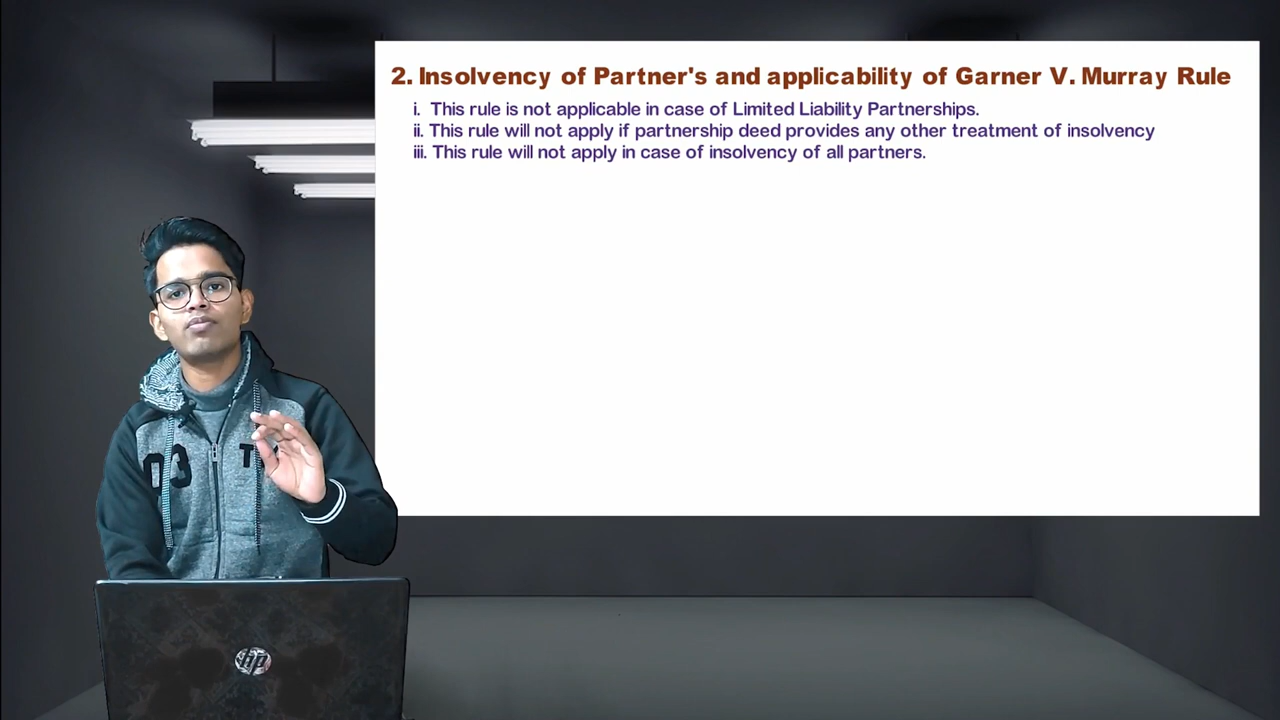 2. Insolvency of Partner's and applicability of Garner V. Murray Rule
i. This rule is not applicable in case of Limited Liability Partnerships.
ii. This rule will not apply if partnership deed provides any other treatment of insolvency
iii. This rule will not apply in case of insolvency of all partners.
03
hp